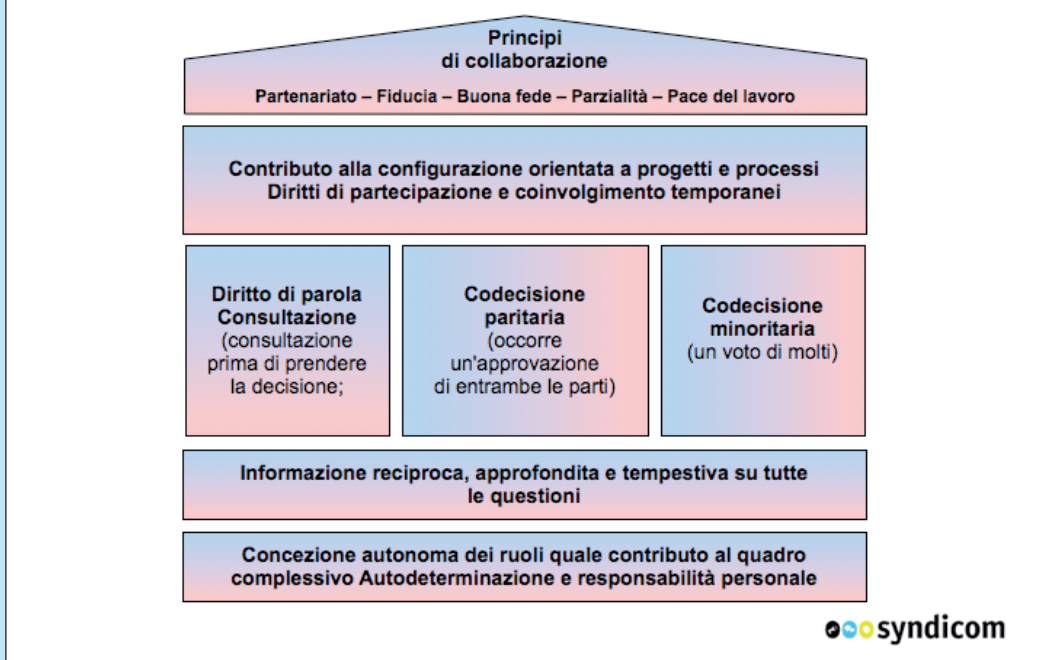 Principi
di collaborazione
Partenariato – Fiducia – Buona fede – Parzialità – Pace del lavoro
Contributo alla configurazione orientata a progetti e processi
Diritti di partecipazione e coinvolgimento temporanei
Diritto di parola
Consultazione
(consultazione
prima di prendere
la decisione;
Codecisione
paritaria
(occorre
un'approvazione
di entrambe le parti)
Codecisione
minoritaria
(un voto di molti)
Informazione reciproca, approfondita e tempestiva su tutte
le questioni
Concezione autonoma dei ruoli quale contributo al quadro
complessivo Autodeterminazione e responsabilità personale
syndicom